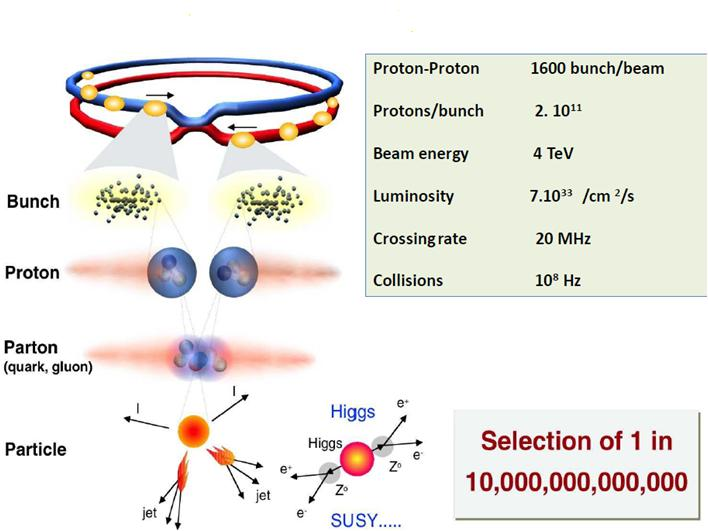 Proton-Proton 1600 bunch/beam
Protons/bunch 2. 10¹¹
Beam energy 4 TeV
Luminosity 7.10³³ /cm ²/s
Crossing rate 20 MHz
Collisions 10⁸ Hz
Bunch
Proton
Parton
(quark, gluon)
Particle
l
l
jet
jet
Higgs
Higgs
e⁺
e⁻
Z⁰
e⁺
Z⁰
e⁻
SUSY.....
Selection of 1 in
10,000,000,000,000